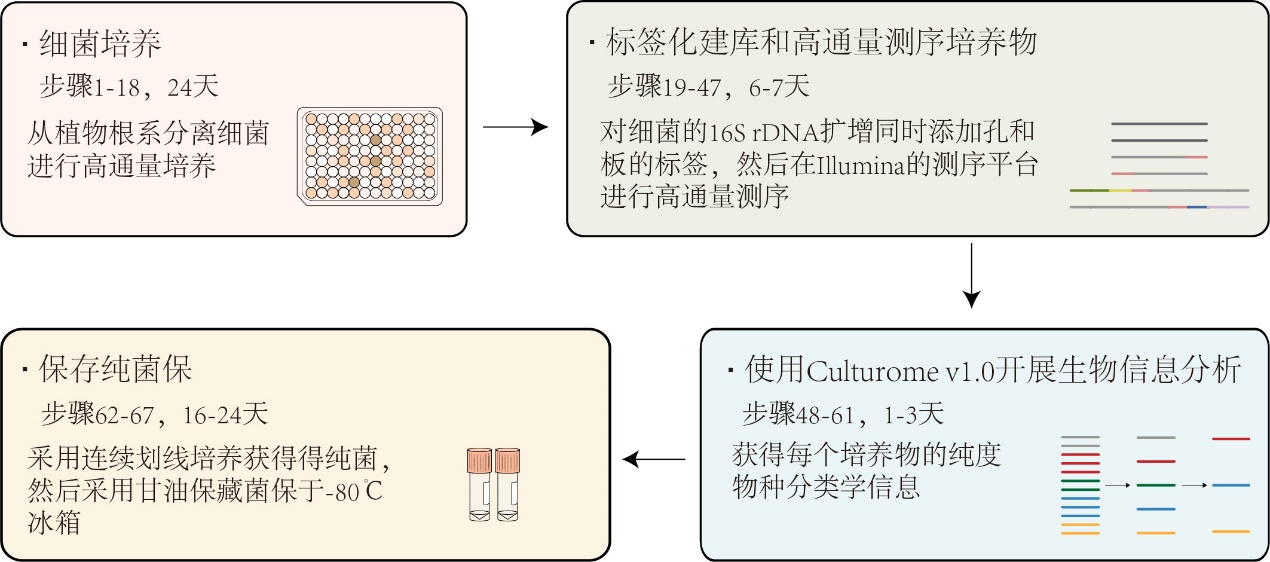 · 细菌培养
步骤1-18，24天
从植物根系分离细菌
进行高通量培养
· 标签化建库和高通量测序培养物
步骤19-47，6-7天
对细菌的16S rDNA扩增同时添加孔和
板的标签，然后在Illumina的测序平台
进行高通量测序
· 使用Culturome v1.0开展生物信息分析
步骤48-61，1-3天
获得每个培养物的纯度
物种分类学信息
· 保存纯菌保
步骤62-67，16-24天
采用连续划线培养获得得纯菌，
然后采用甘油保藏菌保于-80℃
冰箱